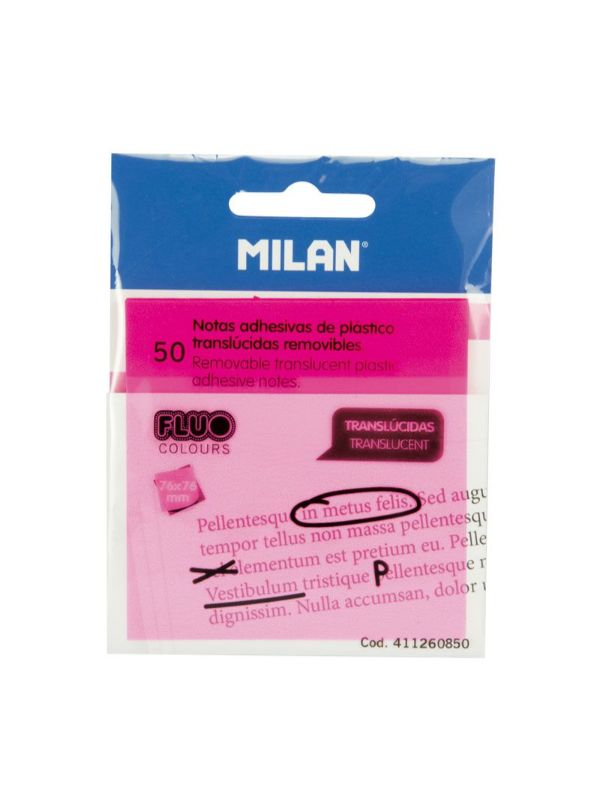 MILAN®
50
Notas adhesivas de plástico
translúcidas removibles
Removable translucent plastic
adhesive notes.
FLUO
COLOURS
TRANSLÚCIDAS
TRANSLUCENT
76x76
mm
Pellentesqu in metus felis. Sed augu
tempor tellus non massa pellentesqu
elementum est pretium eu. Pelle
Vestibulum tristique Pellentesque n
dignissim. Nulla accumsan, dolor u
Cod. 411260850